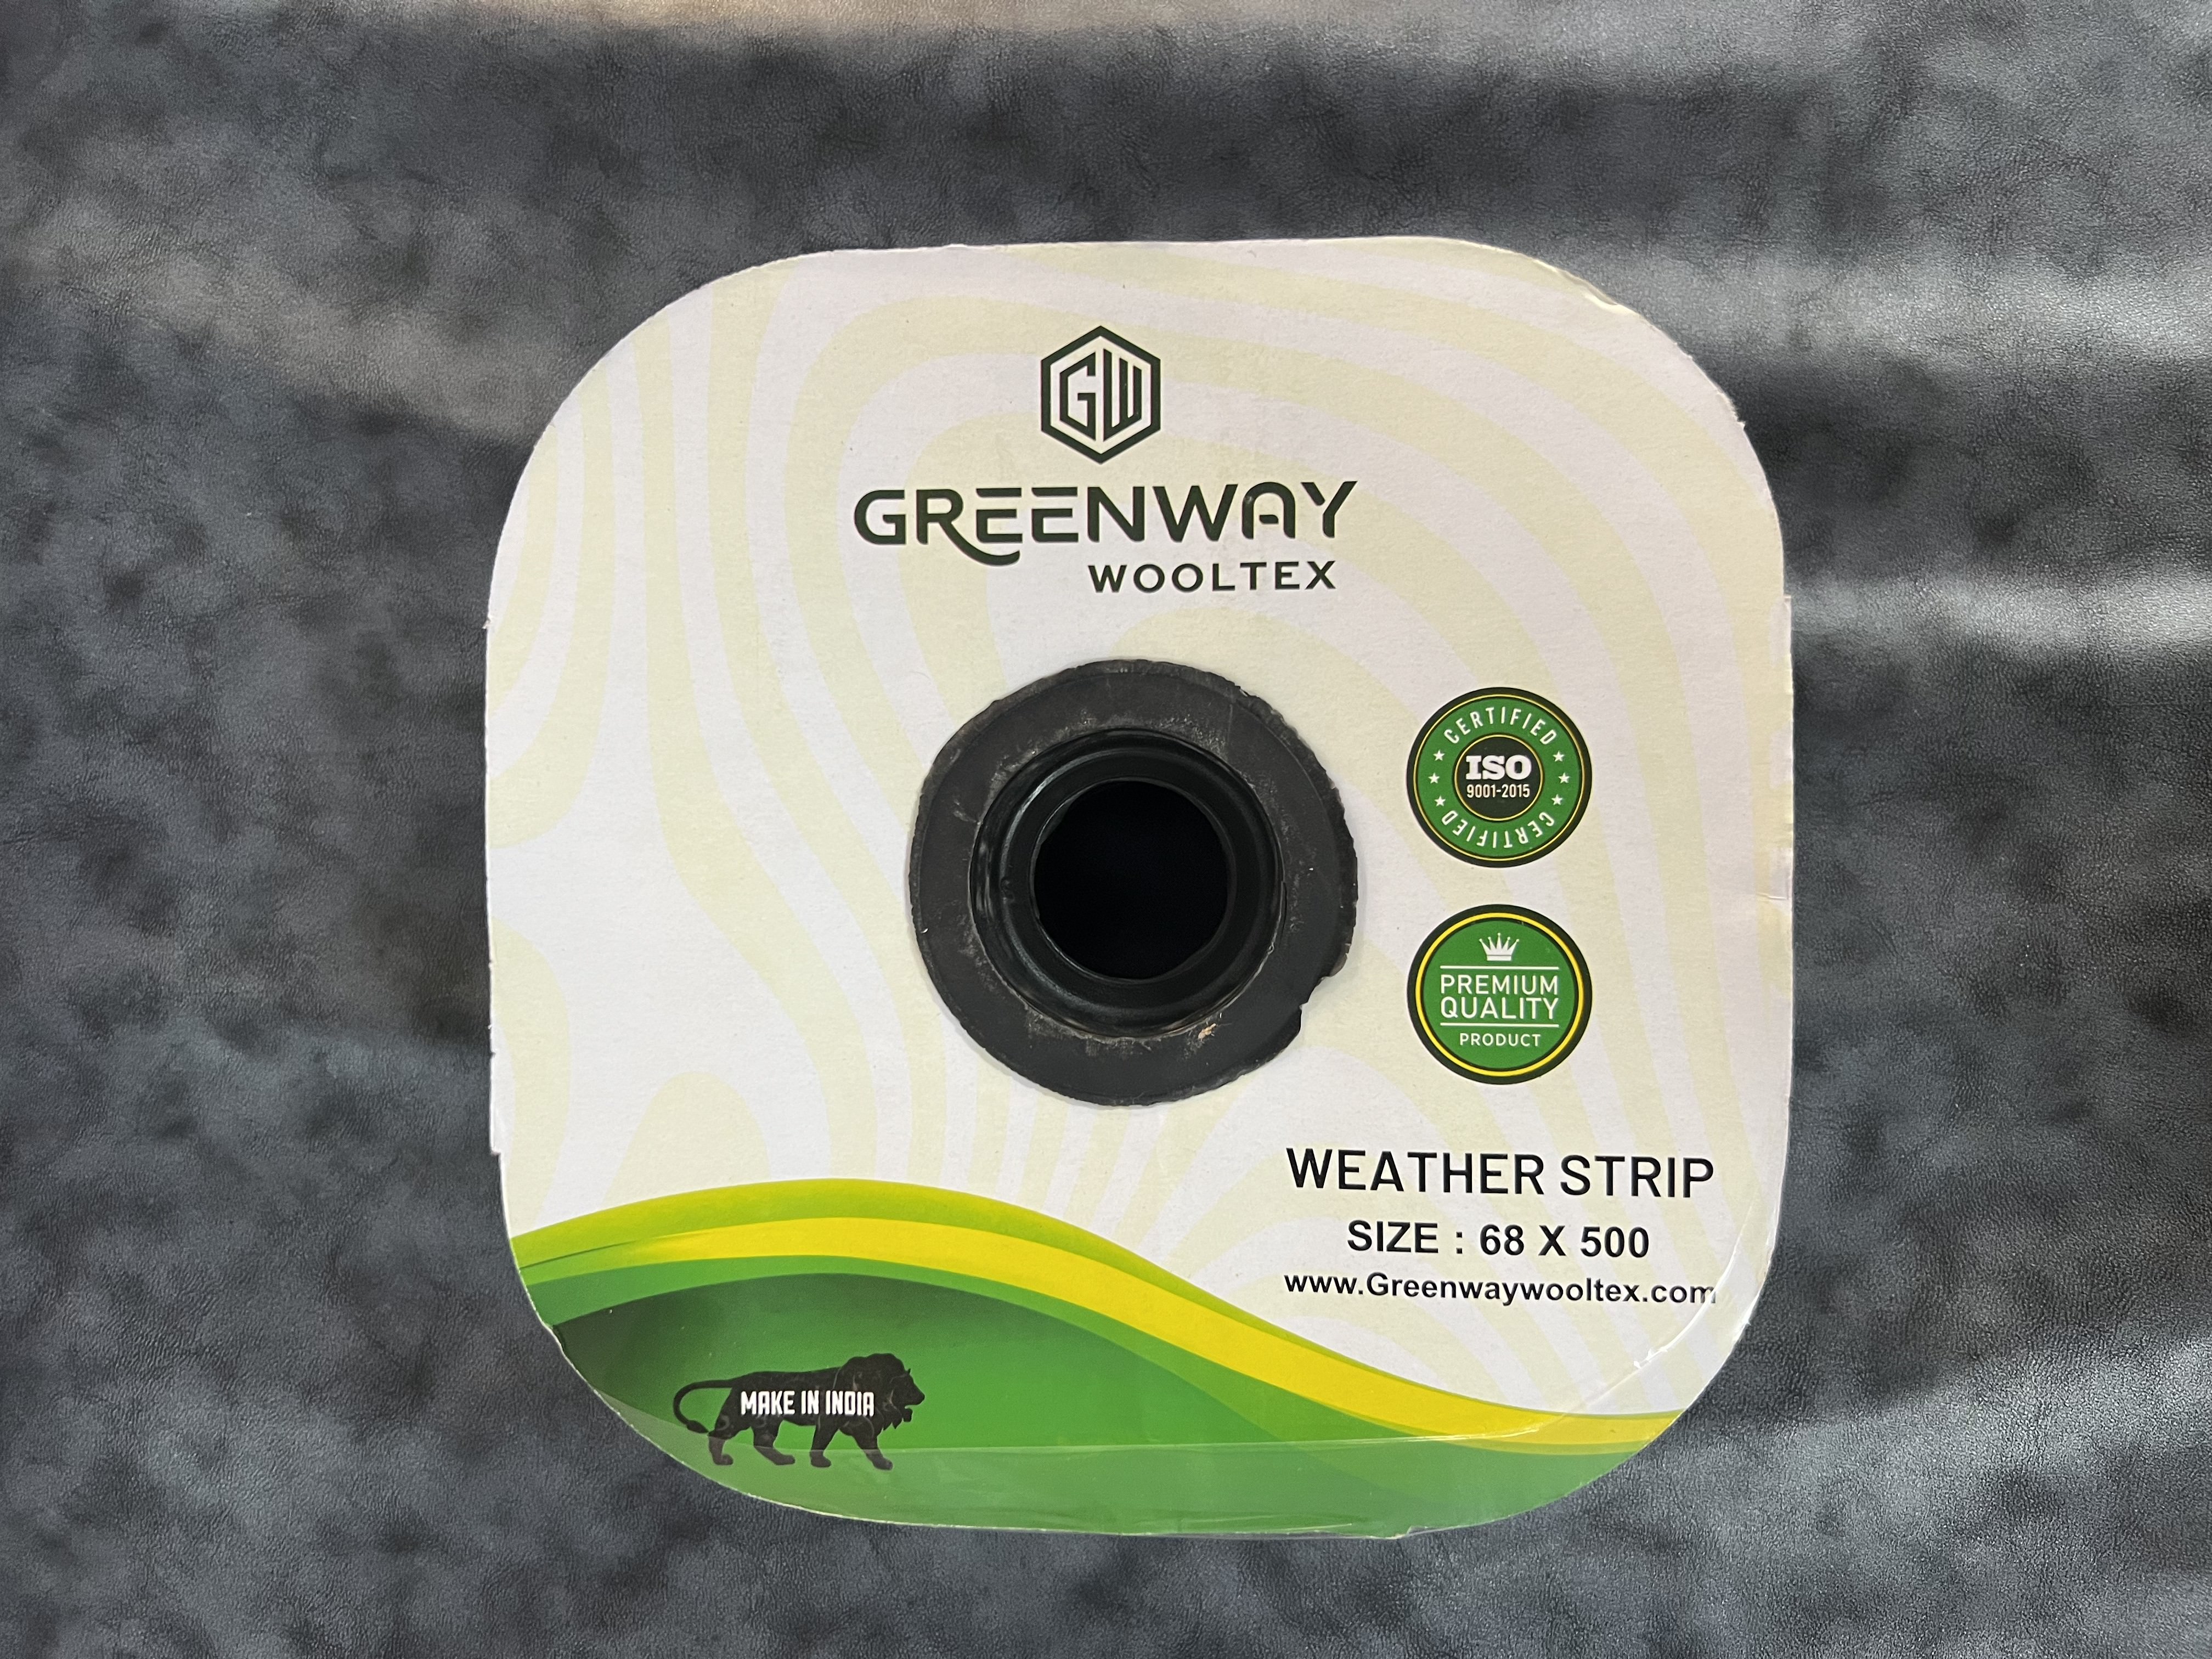 GW
GREENWAY
WOOLTEX
CERTIFIED
ISO
9001-2015
CERTIFIED
PREMIUM
QUALITY
PRODUCT
WEATHER STRIP
SIZE : 68 X 500
www.Greenwaywooltex.com
MAKE IN INDIA